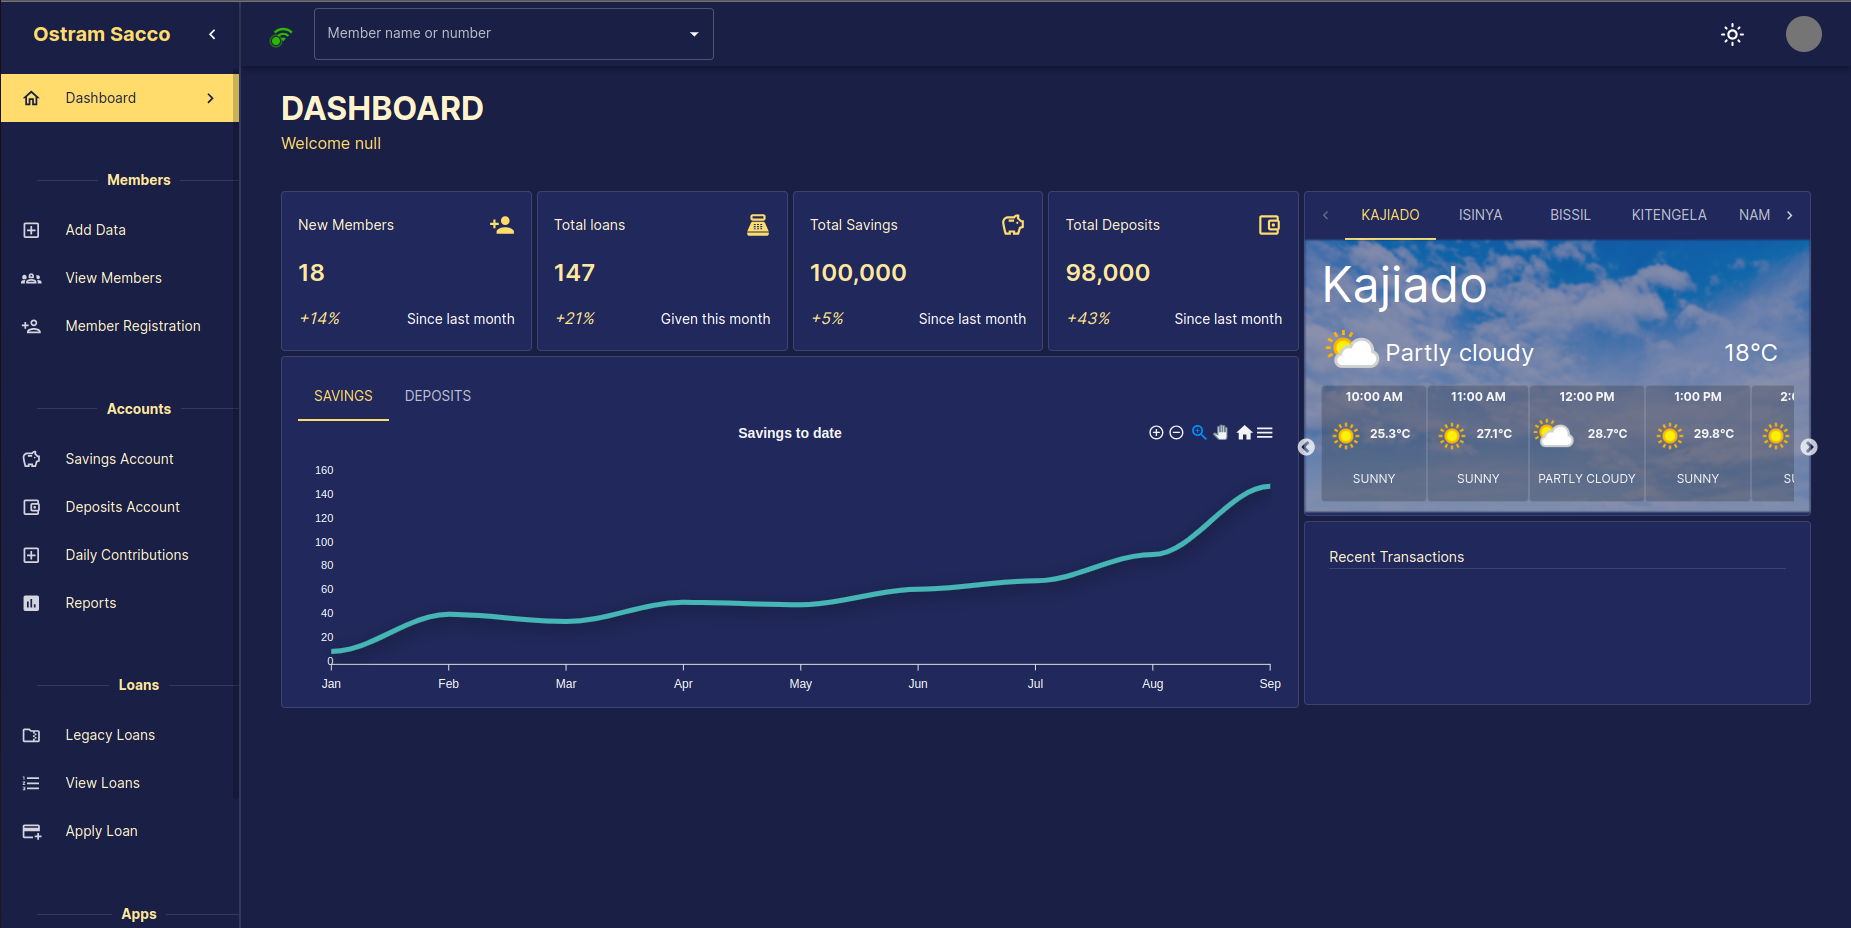 Ostram Sacco
Member name or number
Dashboard
Members
Add Data
View Members
Member Registration
Accounts
Savings Account
Deposits Account
Daily Contributions
Reports
Loans
Legacy Loans
View Loans
Apply Loan
Apps
DASHBOARD
Welcome null
New Members
18
+14% Since last month
Total loans
147
+21% Given this month
Total Savings
100,000
+5% Since last month
Total Deposits
98,000
+43% Since last month
SAVINGS DEPOSITS
Savings to date
160
140
120
100
80
60
40
20
0
Jan Feb Mar Apr May Jun Jul Aug Sep
KAJIADO ISINYA BISSIL KITENGELA NAM
Kajiado
Partly cloudy 18°C
10:00 AM 11:00 AM 12:00 PM 1:00 PM
25.3°C 27.1°C 28.7°C 29.8°C
SUNNY SUNNY PARTLY CLOUDY SUNNY
Recent Transactions